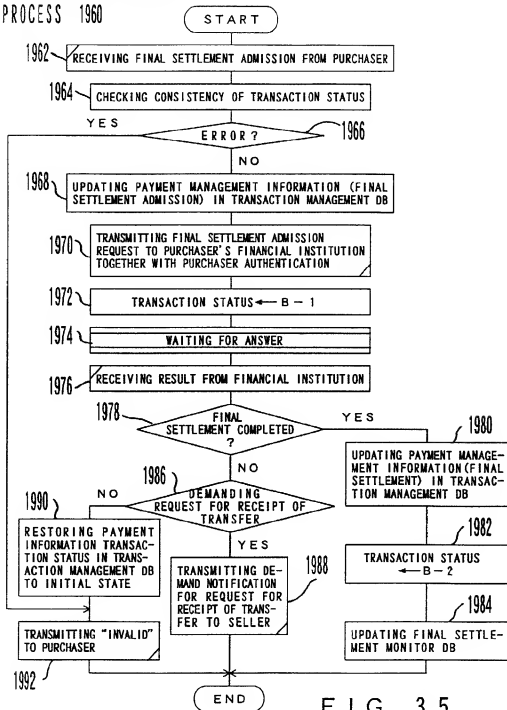 PROCESS 1960
START
1962
RECEIVING FINAL SETTLEMENT ADMISSION FROM PURCHASER
1964
CHECKING CONSISTENCY OF TRANSACTION STATUS
YES
ERROR?
1966
NO
1968
UPDATING PAYMENT MANAGEMENT INFORMATION (FINAL
SETTLEMENT ADMISSION) IN TRANSACTION MANAGEMENT DB
1970
TRANSMITTING FINAL SETTLEMENT ADMISSION
REQUEST TO PURCHASER'S FINANCIAL INSTITUTION
TOGETHER WITH PURCHASER AUTHENTICATION
1972
TRANSACTION STATUS ← B - 1
1974
WAITING FOR ANSWER
1976
RECEIVING RESULT FROM FINANCIAL INSTITUTION
1978
FINAL
SETTLEMENT COMPLETED
?
YES
NO
1980
UPDATING PAYMENT MANAGE-
MENT INFORMATION(FINAL
SETTLEMENT) IN TRANSAC-
TION MANAGEMENT DB
1982
TRANSACTION STATUS
← B - 2
1984
UPDATING FINAL SETTLE-
MENT MONITOR DB
1986
DEMANDING
REQUEST FOR RECEIPT OF
TRANSFER
NO
YES
1990
RESTORING PAYMENT
INFORMATION TRANSAC-
TION STATUS IN TRANS-
ACTION MANAGEMENT DB
TO INITIAL STATE
1988
TRANSMITTING DE-
MAND NOTIFICATION
FOR REQUEST FOR
RECEIPT OF TRANS-
FER TO SELLER
TRANSMITTING "INVALID"
TO PURCHASER
1992
END
FIG. 35